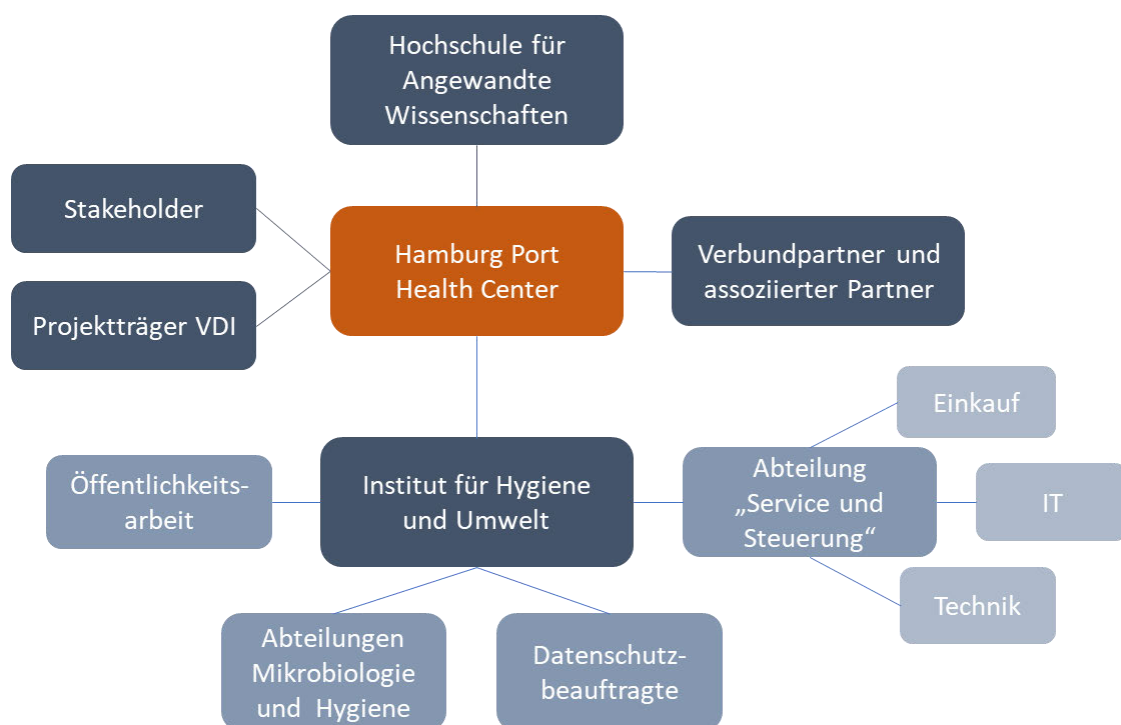 Hochschule für
Angewandte
Wissenschaften
Stakeholder
Hamburg Port
Health Center
Verbundpartner und
assoziierter Partner
Projektträger VDI
Einkauf
Öffentlichkeits-
arbeit
Institut für Hygiene
und Umwelt
Abteilung
„Service und
Steuerung“
IT
Technik
Abteilungen
Mikrobiologie
und Hygiene
Datenschutz-
beauftragte